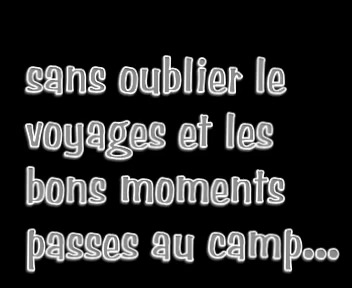 sans oublier le
voyages et les
bons moments
passes au camp...